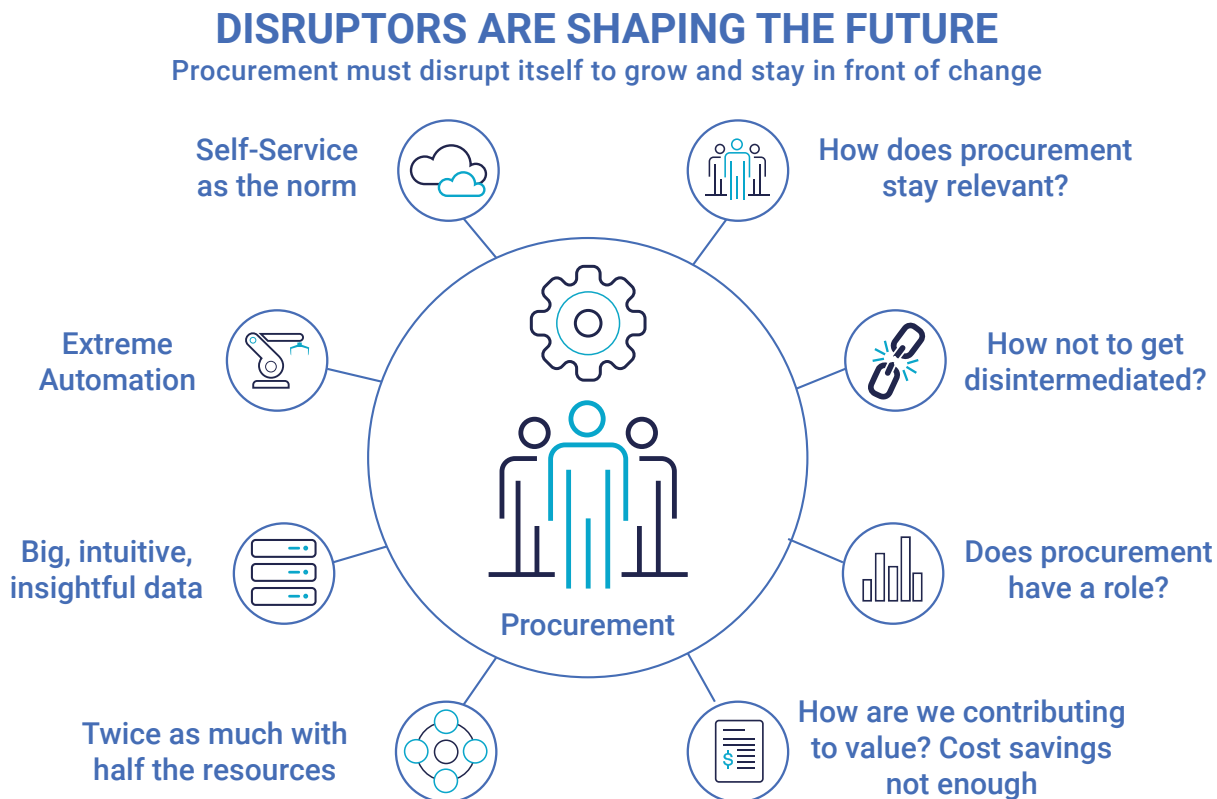 DISRUPTORS ARE SHAPING THE FUTURE
Procurement must disrupt itself to grow and stay in front of change
Self-Service
as the norm
How does procurement
stay relevant?
Extreme
Automation
How not to get
disintermediated?
Big, intuitive,
insightful data
Does procurement
have a role?
Procurement
Twice as much with
half the resources
How are we contributing
to value? Cost savings
not enough
$